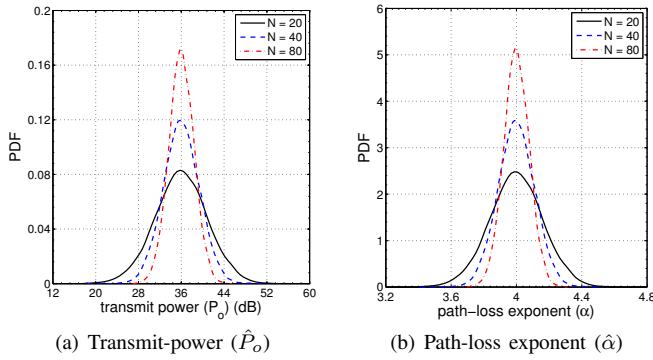 0.2
0.16
0.12
0.08
0.04
0
PDF
N = 20
N = 40
N = 80
12 20 28 36 44 52 60
transmit power (P_o) (dB)
(a) Transmit-power (P̂_o)
6
5
4
3
2
1
0
PDF
N = 20
N = 40
N = 80
3.2 3.6 4 4.4 4.8
path−loss exponent (α)
(b) Path-loss exponent (α̂)